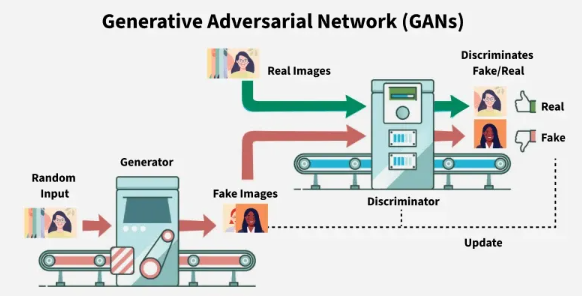 Generative Adversarial Network (GANs)
Real Images
Discriminates
Fake/Real
Real
Fake
Generator
Random
Input
Fake Images
Discriminator
Update